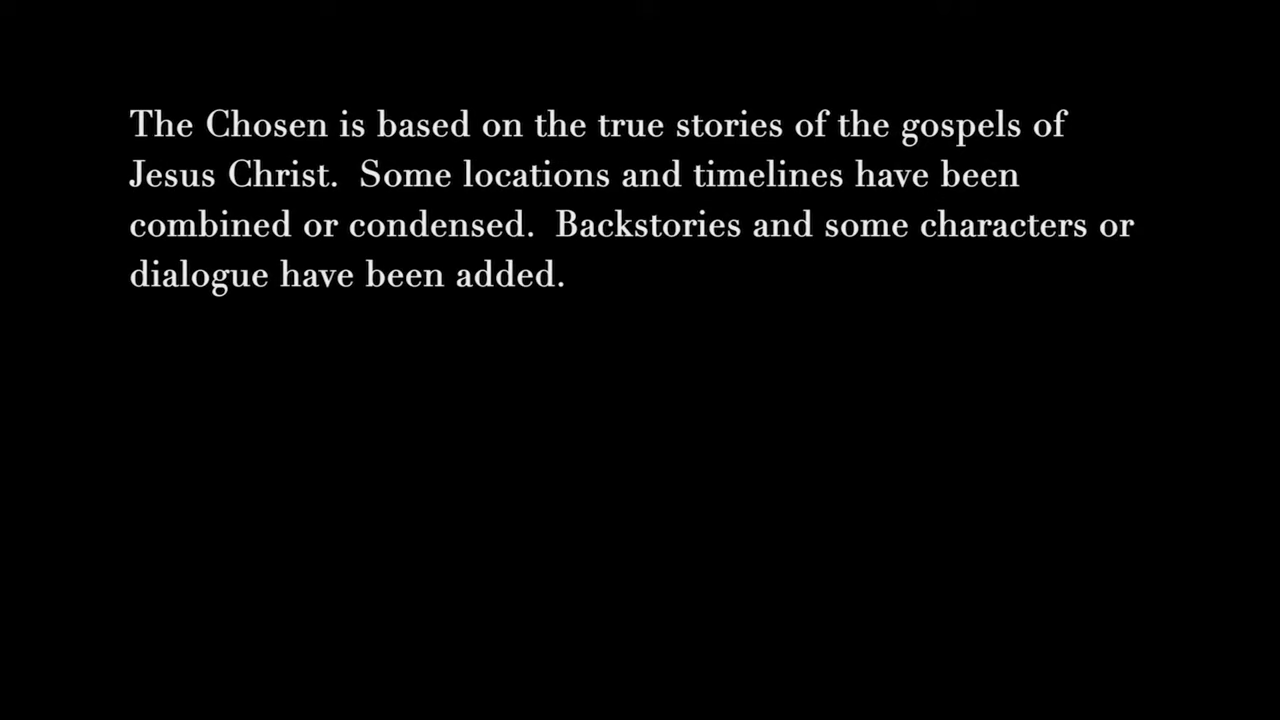 The Chosen is based on the true stories of the gospels of
Jesus Christ.  Some locations and timelines have been
combined or condensed.  Backstories and some characters or
dialogue have been added.